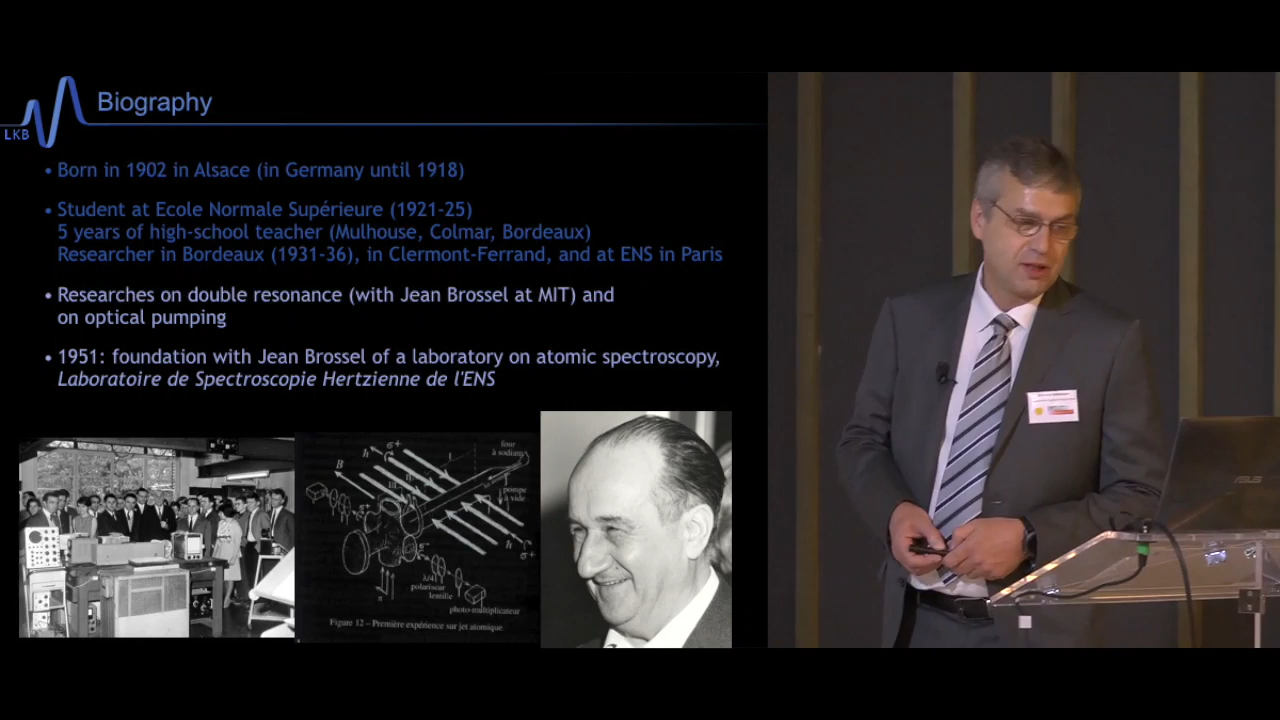 Biography
LKB
• Born in 1902 in Alsace (in Germany until 1918)
• Student at Ecole Normale Supérieure (1921-25)
5 years of high-school teacher (Mulhouse, Colmar, Bordeaux)
Researcher in Bordeaux (1931-36), in Clermont-Ferrand, and at ENS in Paris
• Researches on double resonance (with Jean Brossel at MIT) and
on optical pumping
• 1951: foundation with Jean Brossel of a laboratory on atomic spectroscopy,
Laboratoire de Spectroscopie Hertzienne de l'ENS
four
à sodium
B
h
σ+
pompe
à vide
h
σ+
λ/4
polariseur
lentille
π
photo-multiplicateur
Figure 12 – Première expérience sur jet atomique.
ASUS